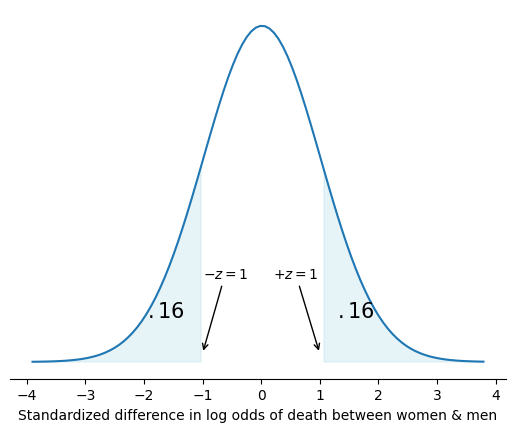 −z = 1
+z = 1
.16
.16
−4 −3 −2 −1 0 1 2 3 4
Standardized difference in log odds of death between women & men